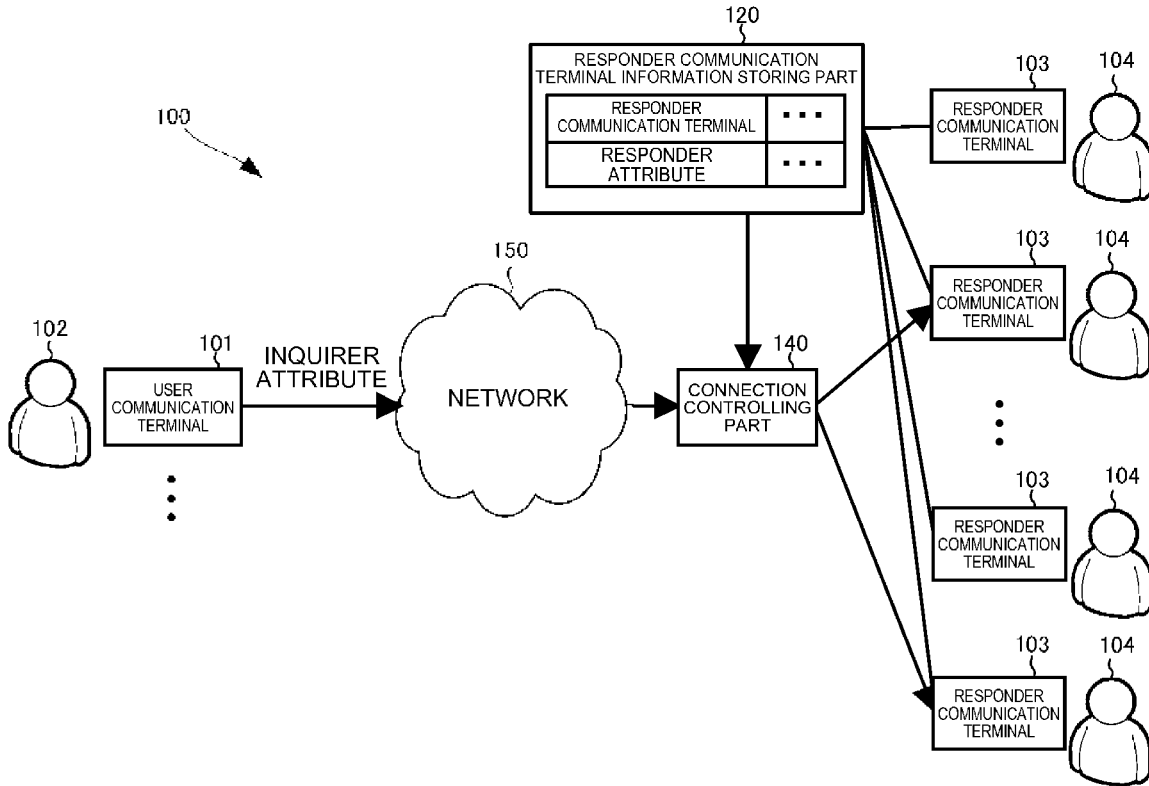 120
RESPONDER COMMUNICATION
TERMINAL INFORMATION STORING PART
RESPONDER
COMMUNICATION TERMINAL
...
RESPONDER
ATTRIBUTE
...
103
104
RESPONDER
COMMUNICATION
TERMINAL
100
103
104
RESPONDER
COMMUNICATION
TERMINAL
150
NETWORK
102
101
USER
COMMUNICATION
TERMINAL
INQUIRER
ATTRIBUTE
140
CONNECTION
CONTROLLING
PART
103
104
RESPONDER
COMMUNICATION
TERMINAL
103
104
RESPONDER
COMMUNICATION
TERMINAL